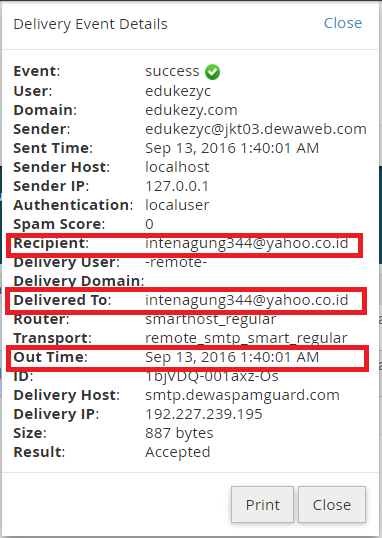 Delivery Event Details Close
Event: success
User: edukezyc
Domain: edukezy.com
Sender: edukezyc@jkt03.dewaweb.com
Sent Time: Sep 13, 2016 1:40:01 AM
Sender Host: localhost
Sender IP: 127.0.0.1
Authentication: localuser
Spam Score: 0
Recipient: intenagung344@yahoo.co.id
Delivery User: -remote-
Delivery Domain:
Delivered To: intenagung344@yahoo.co.id
Router: smarthost_regular
Transport: remote_smtp_smart_regular
Out Time: Sep 13, 2016 1:40:01 AM
ID: 1bjVDQ-001axz-Os
Delivery Host: smtp.dewaspamguard.com
Delivery IP: 192.227.239.195
Size: 887 bytes
Result: Accepted
Print Close